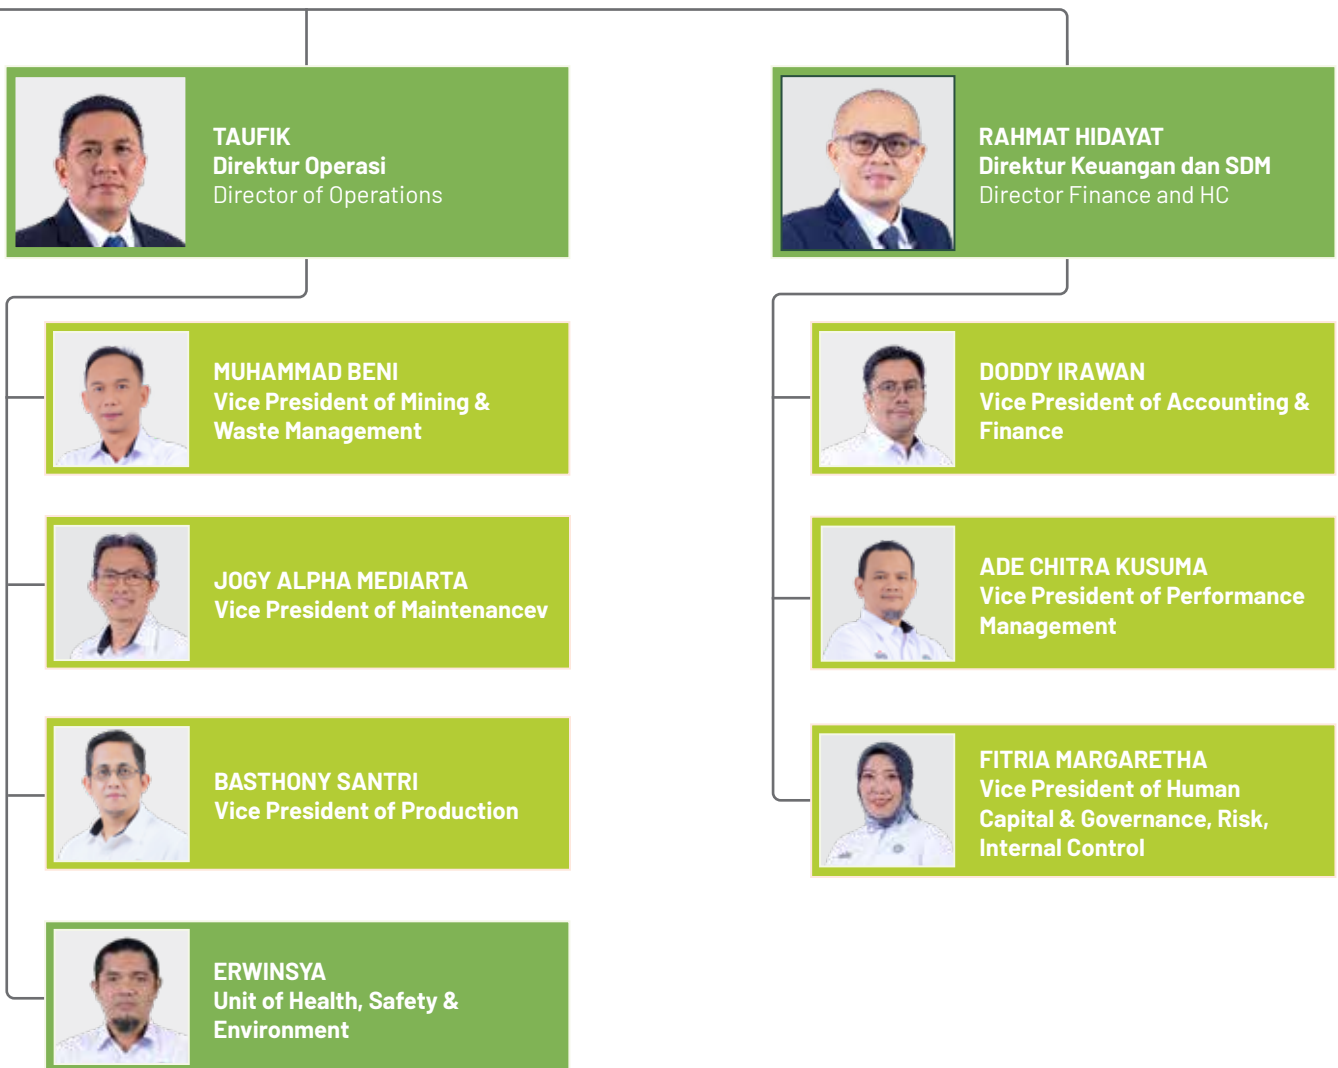 TAUFIK
Direktur Operasi
Director of Operations
MUHAMMAD BENI
Vice President of Mining &
Waste Management
JOGY ALPHA MEDIARTA
Vice President of Maintenancev
BASTHONY SANTRI
Vice President of Production
ERWINSYA
Unit of Health, Safety &
Environment
RAHMAT HIDAYAT
Direktur Keuangan dan SDM
Director Finance and HC
DODDY IRAWAN
Vice President of Accounting &
Finance
ADE CHITRA KUSUMA
Vice President of Performance
Management
FITRIA MARGARETHA
Vice President of Human
Capital & Governance, Risk,
Internal Control